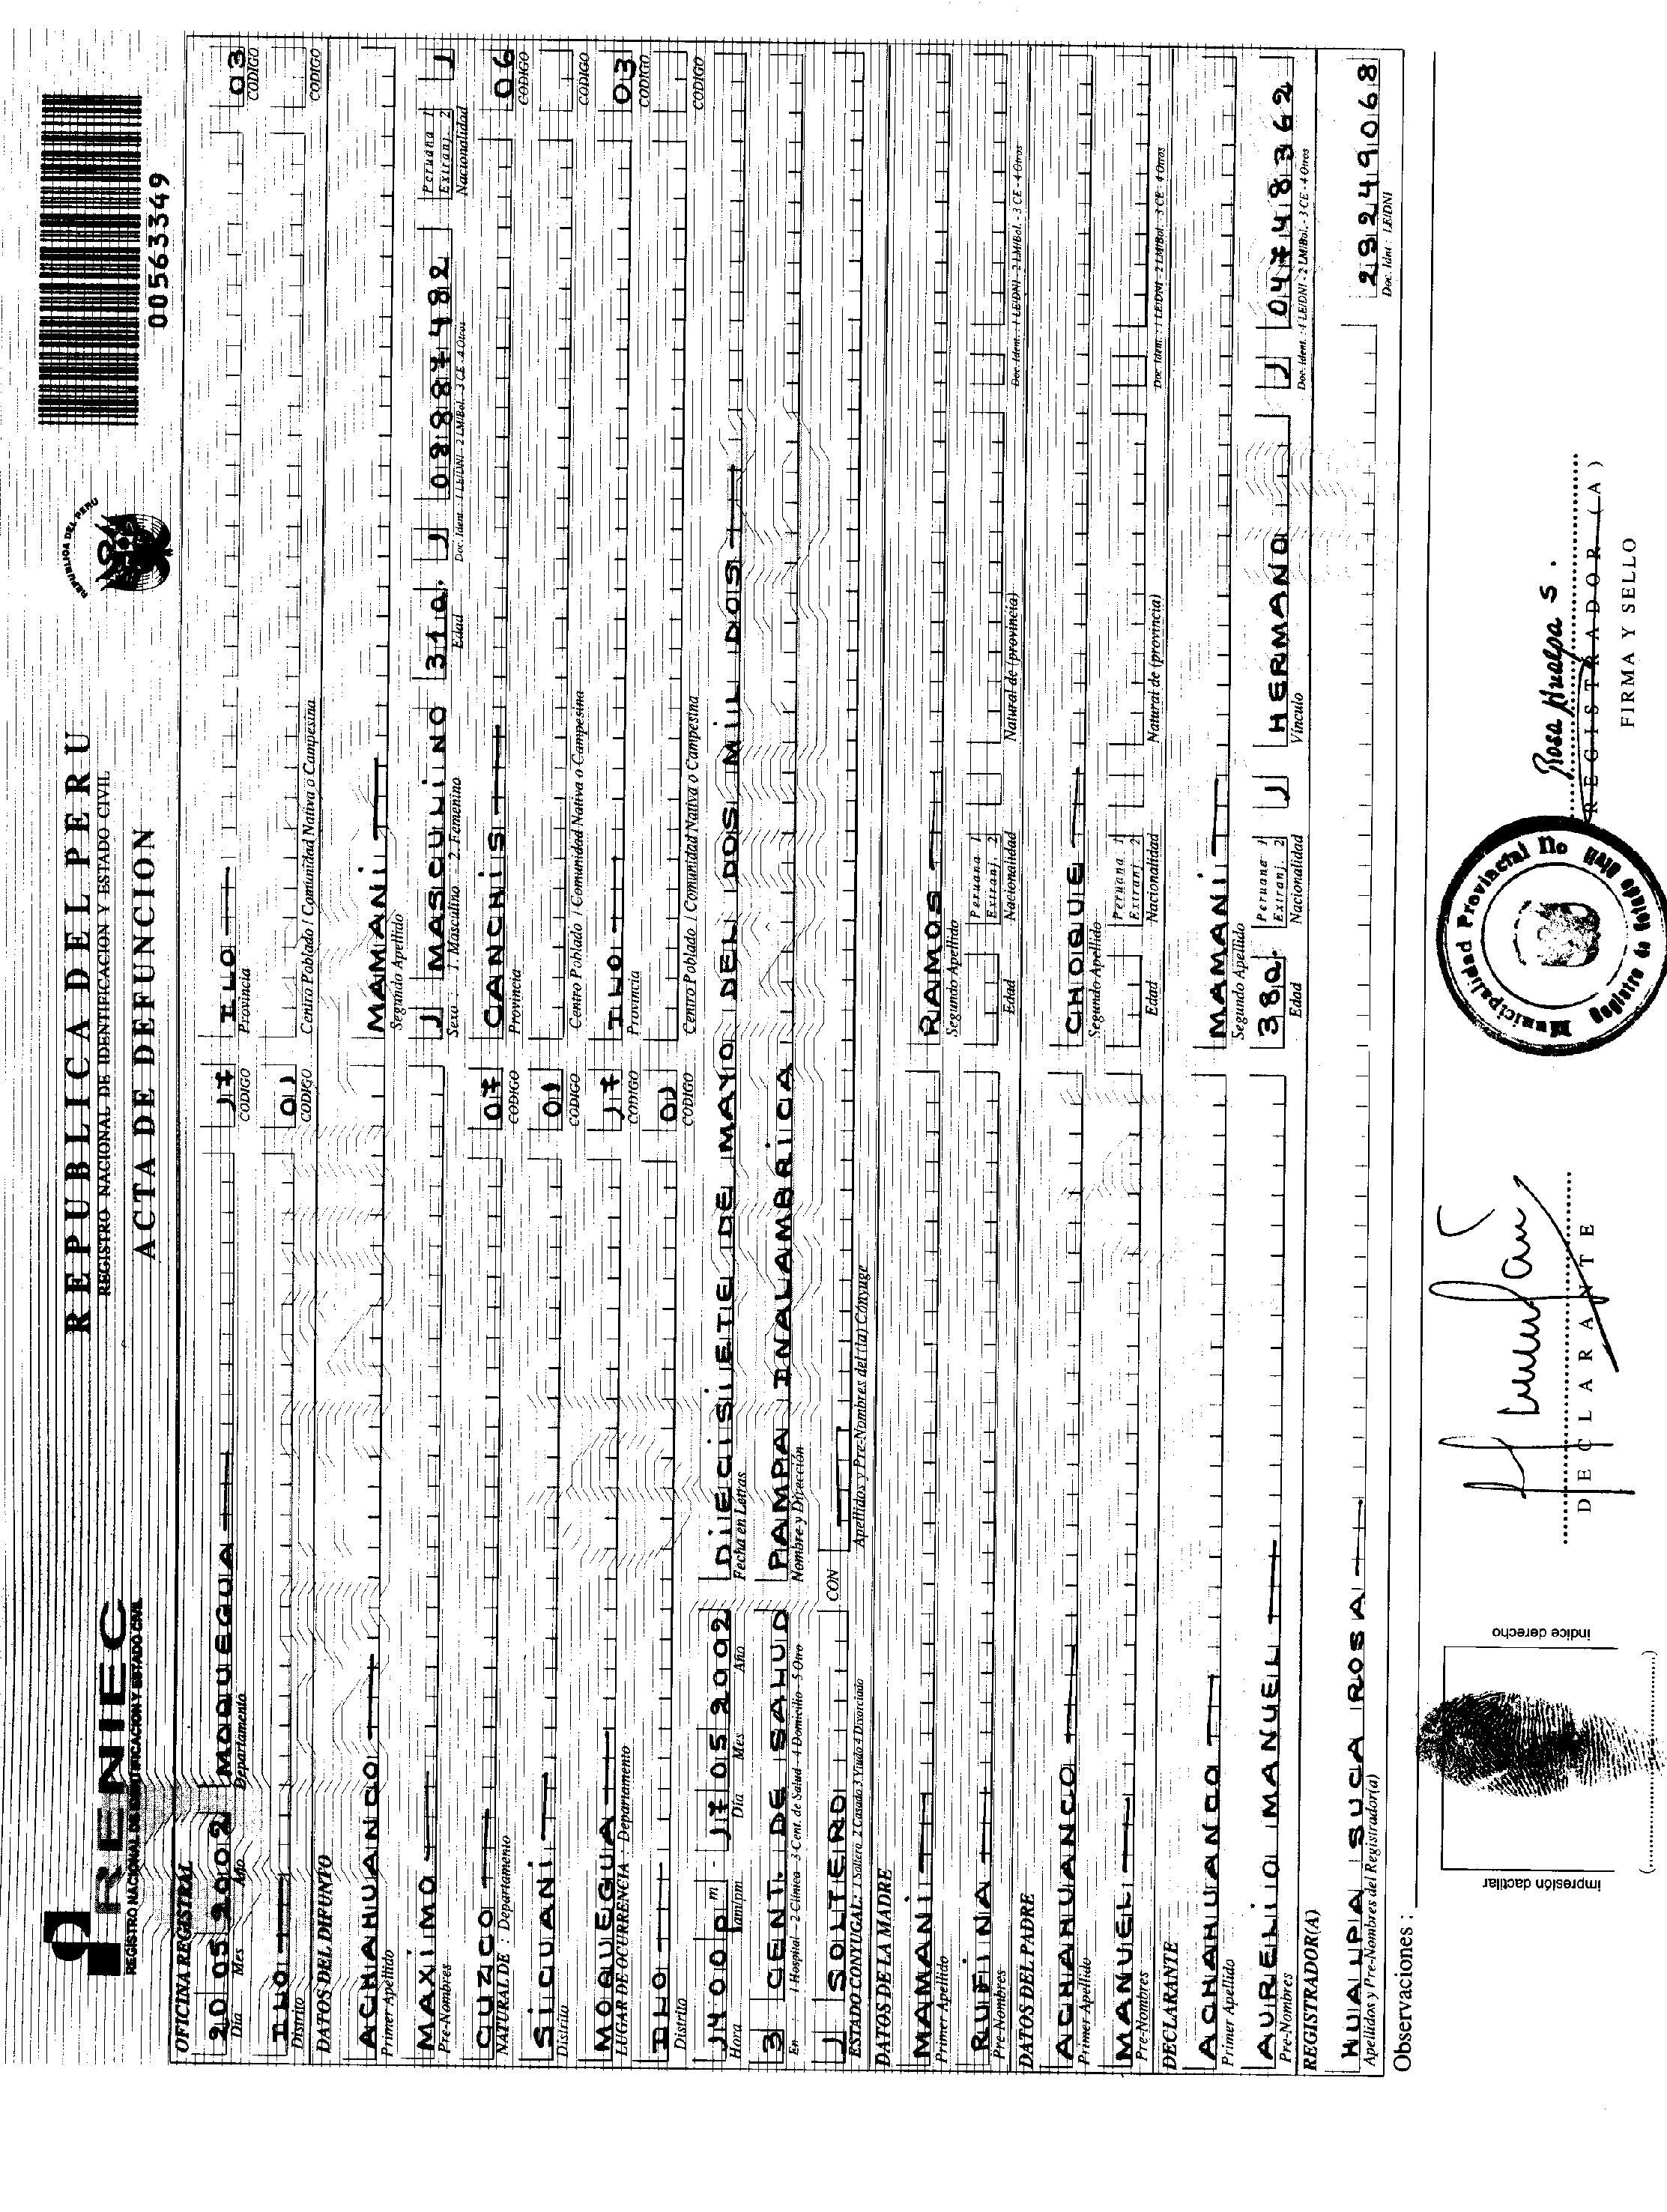 RENIEC
REGISTRO NACIONAL DE IDENTIFICACION Y ESTADO CIVIL
REPUBLICA DEL PERU
REGISTRO NACIONAL DE IDENTIFICACION Y ESTADO CIVIL
ACTA DE DEFUNCION
REPUBLICA DEL PERU
00563349
OFICINA REGISTRAL
20 05 2002 MOQUEGUA 17 ILO 03
Día Mes Año Departamento CODIGO Provincia CODIGO
ILO 01
Distrito CODIGO Centro Poblado / Comunidad Nativa o Campesina CODIGO
DATOS DEL DIFUNTO
ACHAHUANCO MAMANI
Primer Apellido Segundo Apellido
MAXIMO 1 MASCULINO 31a. 1 Peruana 1 Extranj. 2 1
Pre-Nombres Sexo : 1. Masculino 2. Femenino Edad Doc. Ident. 1 LE/DNI - 2 LM/Bol. 3 CE - 4 Otros Nacionalidad
CUZCO 07 CANCHIS 06
NATURAL DE : Departamento CODIGO Provincia CODIGO
SICUANI 01
Distrito CODIGO Centro Poblado / Comunidad Nativa o Campesina CODIGO
MOQUEGUA 17 ILO 03
LUGAR DE OCURRENCIA : Departamento CODIGO Provincia CODIGO
ILO 01
Distrito CODIGO Centro Poblado / Comunidad Nativa o Campesina CODIGO
1400 pm 17 05 2002 DIECISIETE DE MAYO DEL DOS MIL DOS
Hora am/pm Día Mes Año Fecha en Letras
3 CENT. DE SALUD PAMPA INALAMBRICA
En : 1 Hospital - 2 Clínica - 3 Cent. de Salud - 4 Domicilio - 5 Otro Nombre y Dirección
1 SOLTERO CON
ESTADO CONYUGAL: 1 Soltero 2 Casado 3 Viudo 4 Divorciado Apellidos y Pre-Nombres del (la) Cónyuge
DATOS DE LA MADRE
MAMANI RAMOS
Primer Apellido Segundo Apellido
RUFINA Peruana 1 Extranj. 2
Pre-Nombres Edad Nacionalidad Natural de (provincia) Doc. Ident. : 1 LE/DNI - 2 LM/Bol. - 3 CE - 4 Otros
DATOS DEL PADRE
ACHAHUANCO CHOQUE
Primer Apellido Segundo Apellido
MANUEL Peruana 1 Extranj. 2
Pre-Nombres Edad Nacionalidad Natural de (provincia) Doc. Ident. : 1 LE/DNI - 2 LM/Bol. 3 CE - 4 Otros
DECLARANTE
ACHAHUANCO MAMANI
Primer Apellido Segundo Apellido
AURELIO MANUEL 38a. Peruana 1 Extranj. 2 1 HERMANO 1 04748362
Pre-Nombres Edad Nacionalidad Vínculo Doc. Ident. : 1 LE/DNI - 2 LM/Bol. - 3 CE - 4 Otros
REGISTRADOR(A)
HUALPA SUCA ROSA 29249068
Apellidos y Pre-Nombres del Registrador(a) Doc. Ident. : LE/DNI
Observaciones :
impresión dactilar
indice derecho
DECLARANTE
Municipalidad Provincial Ilo
Rosa Hualpa S.
REGISTRADOR (A)
FIRMA Y SELLO